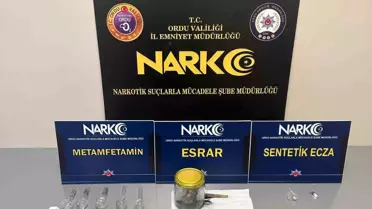 T.C.
ORDU VALİLİĞİ
İL EMNİYET MÜDÜRLÜĞÜ
NARKO
NARKOTİK SUÇLARLA MÜCADELE ŞUBE MÜDÜRLÜĞÜ
NARKO
METAMFETAMİN
NARKO
ESRAR
NARKO
SENTETİK ECZA